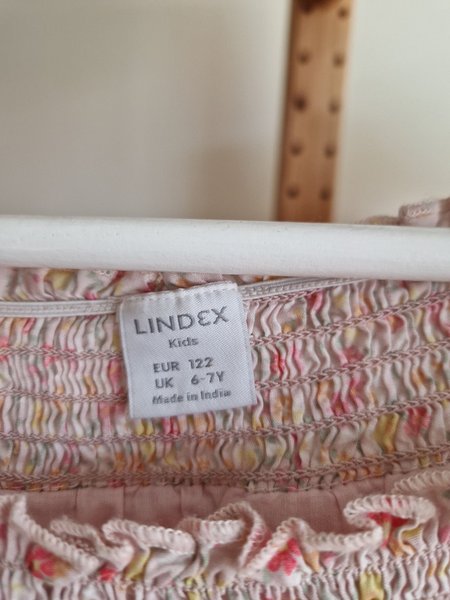 LINDEX
Kids
EUR 122
UK 6-7Y
Made in India